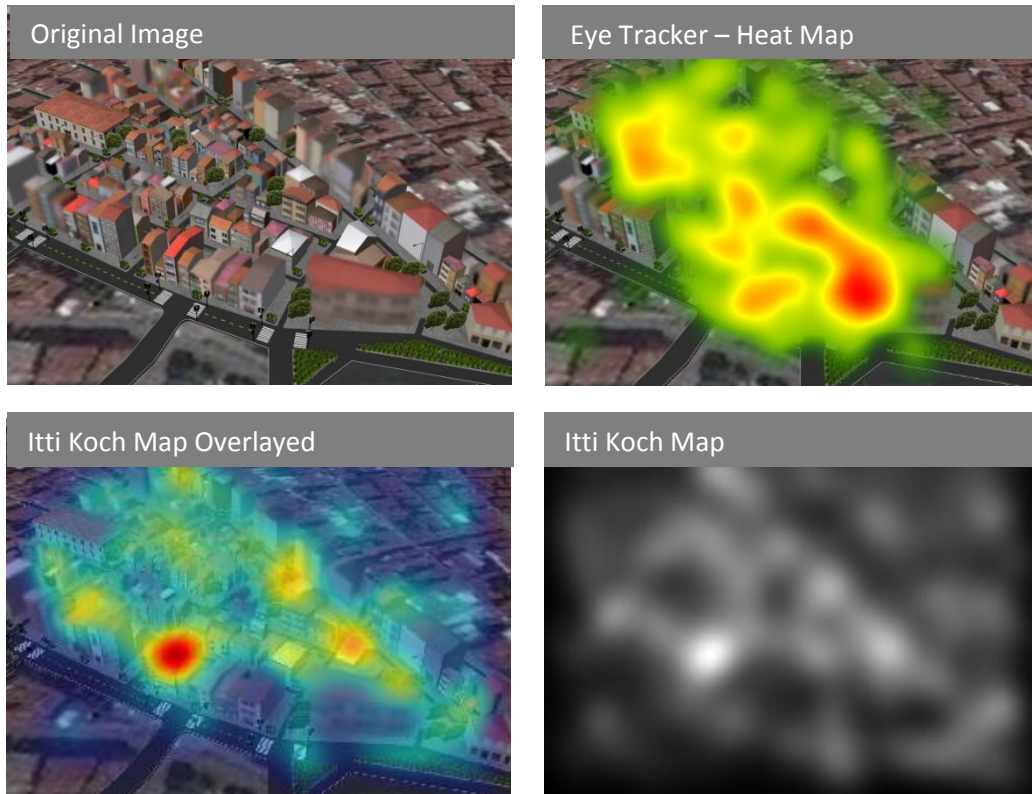 Original Image
Eye Tracker – Heat Map
Itti Koch Map Overlayed
Itti Koch Map